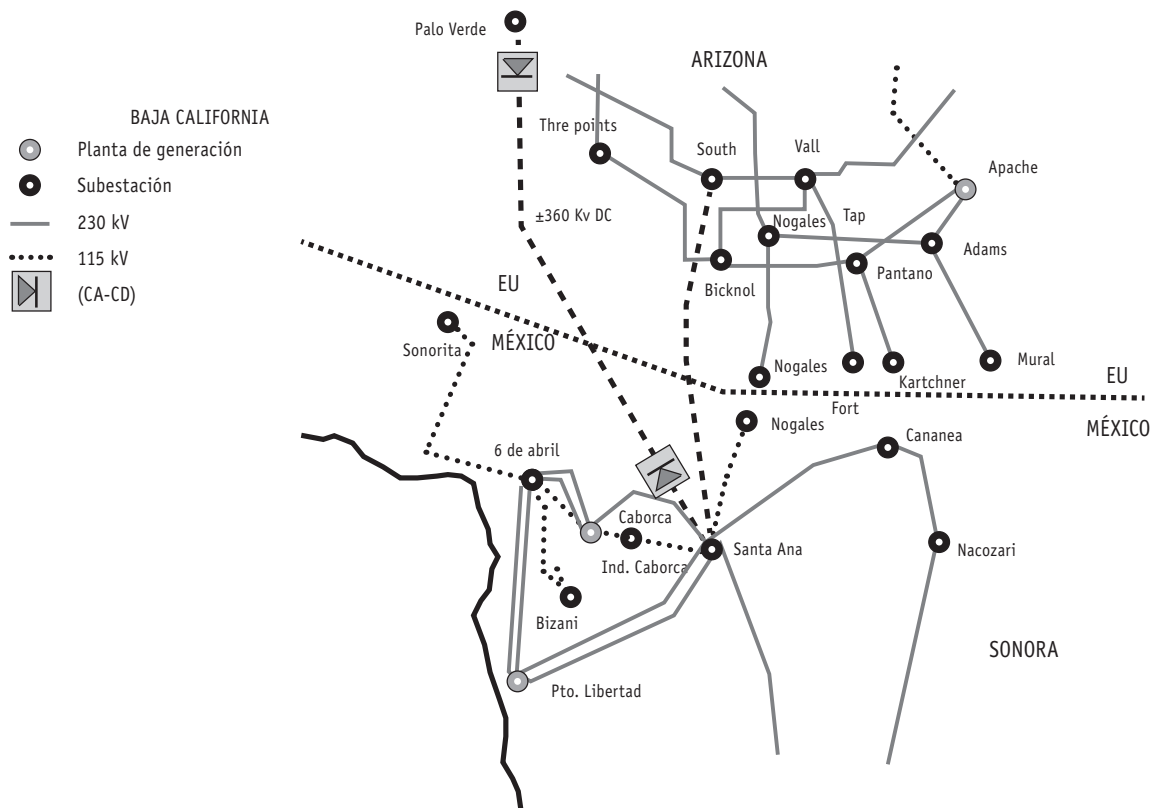 Palo Verde
ARIZONA
BAJA CALIFORNIA
Planta de generación
Subestación
230 kV
115 kV
(CA-CD)
Thre points
South
Vall
Apache
±360 Kv DC
Nogales
Tap
Adams
Bicknol
Pantano
EU
MÉXICO
Sonorita
Nogales
Kartchner
Mural
EU
Fort
MÉXICO
Nogales
Cananea
6 de abril
Caborca
Ind. Caborca
Santa Ana
Nacozari
Bizani
SONORA
Pto. Libertad